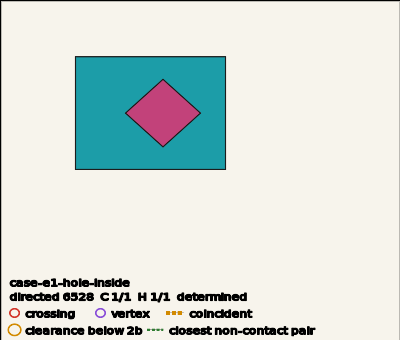 case-e1-hole-inside
directed 6528 C 1/1 H 1/1 determined
crossing vertex coincident
clearance below 2b closest non-contact pair